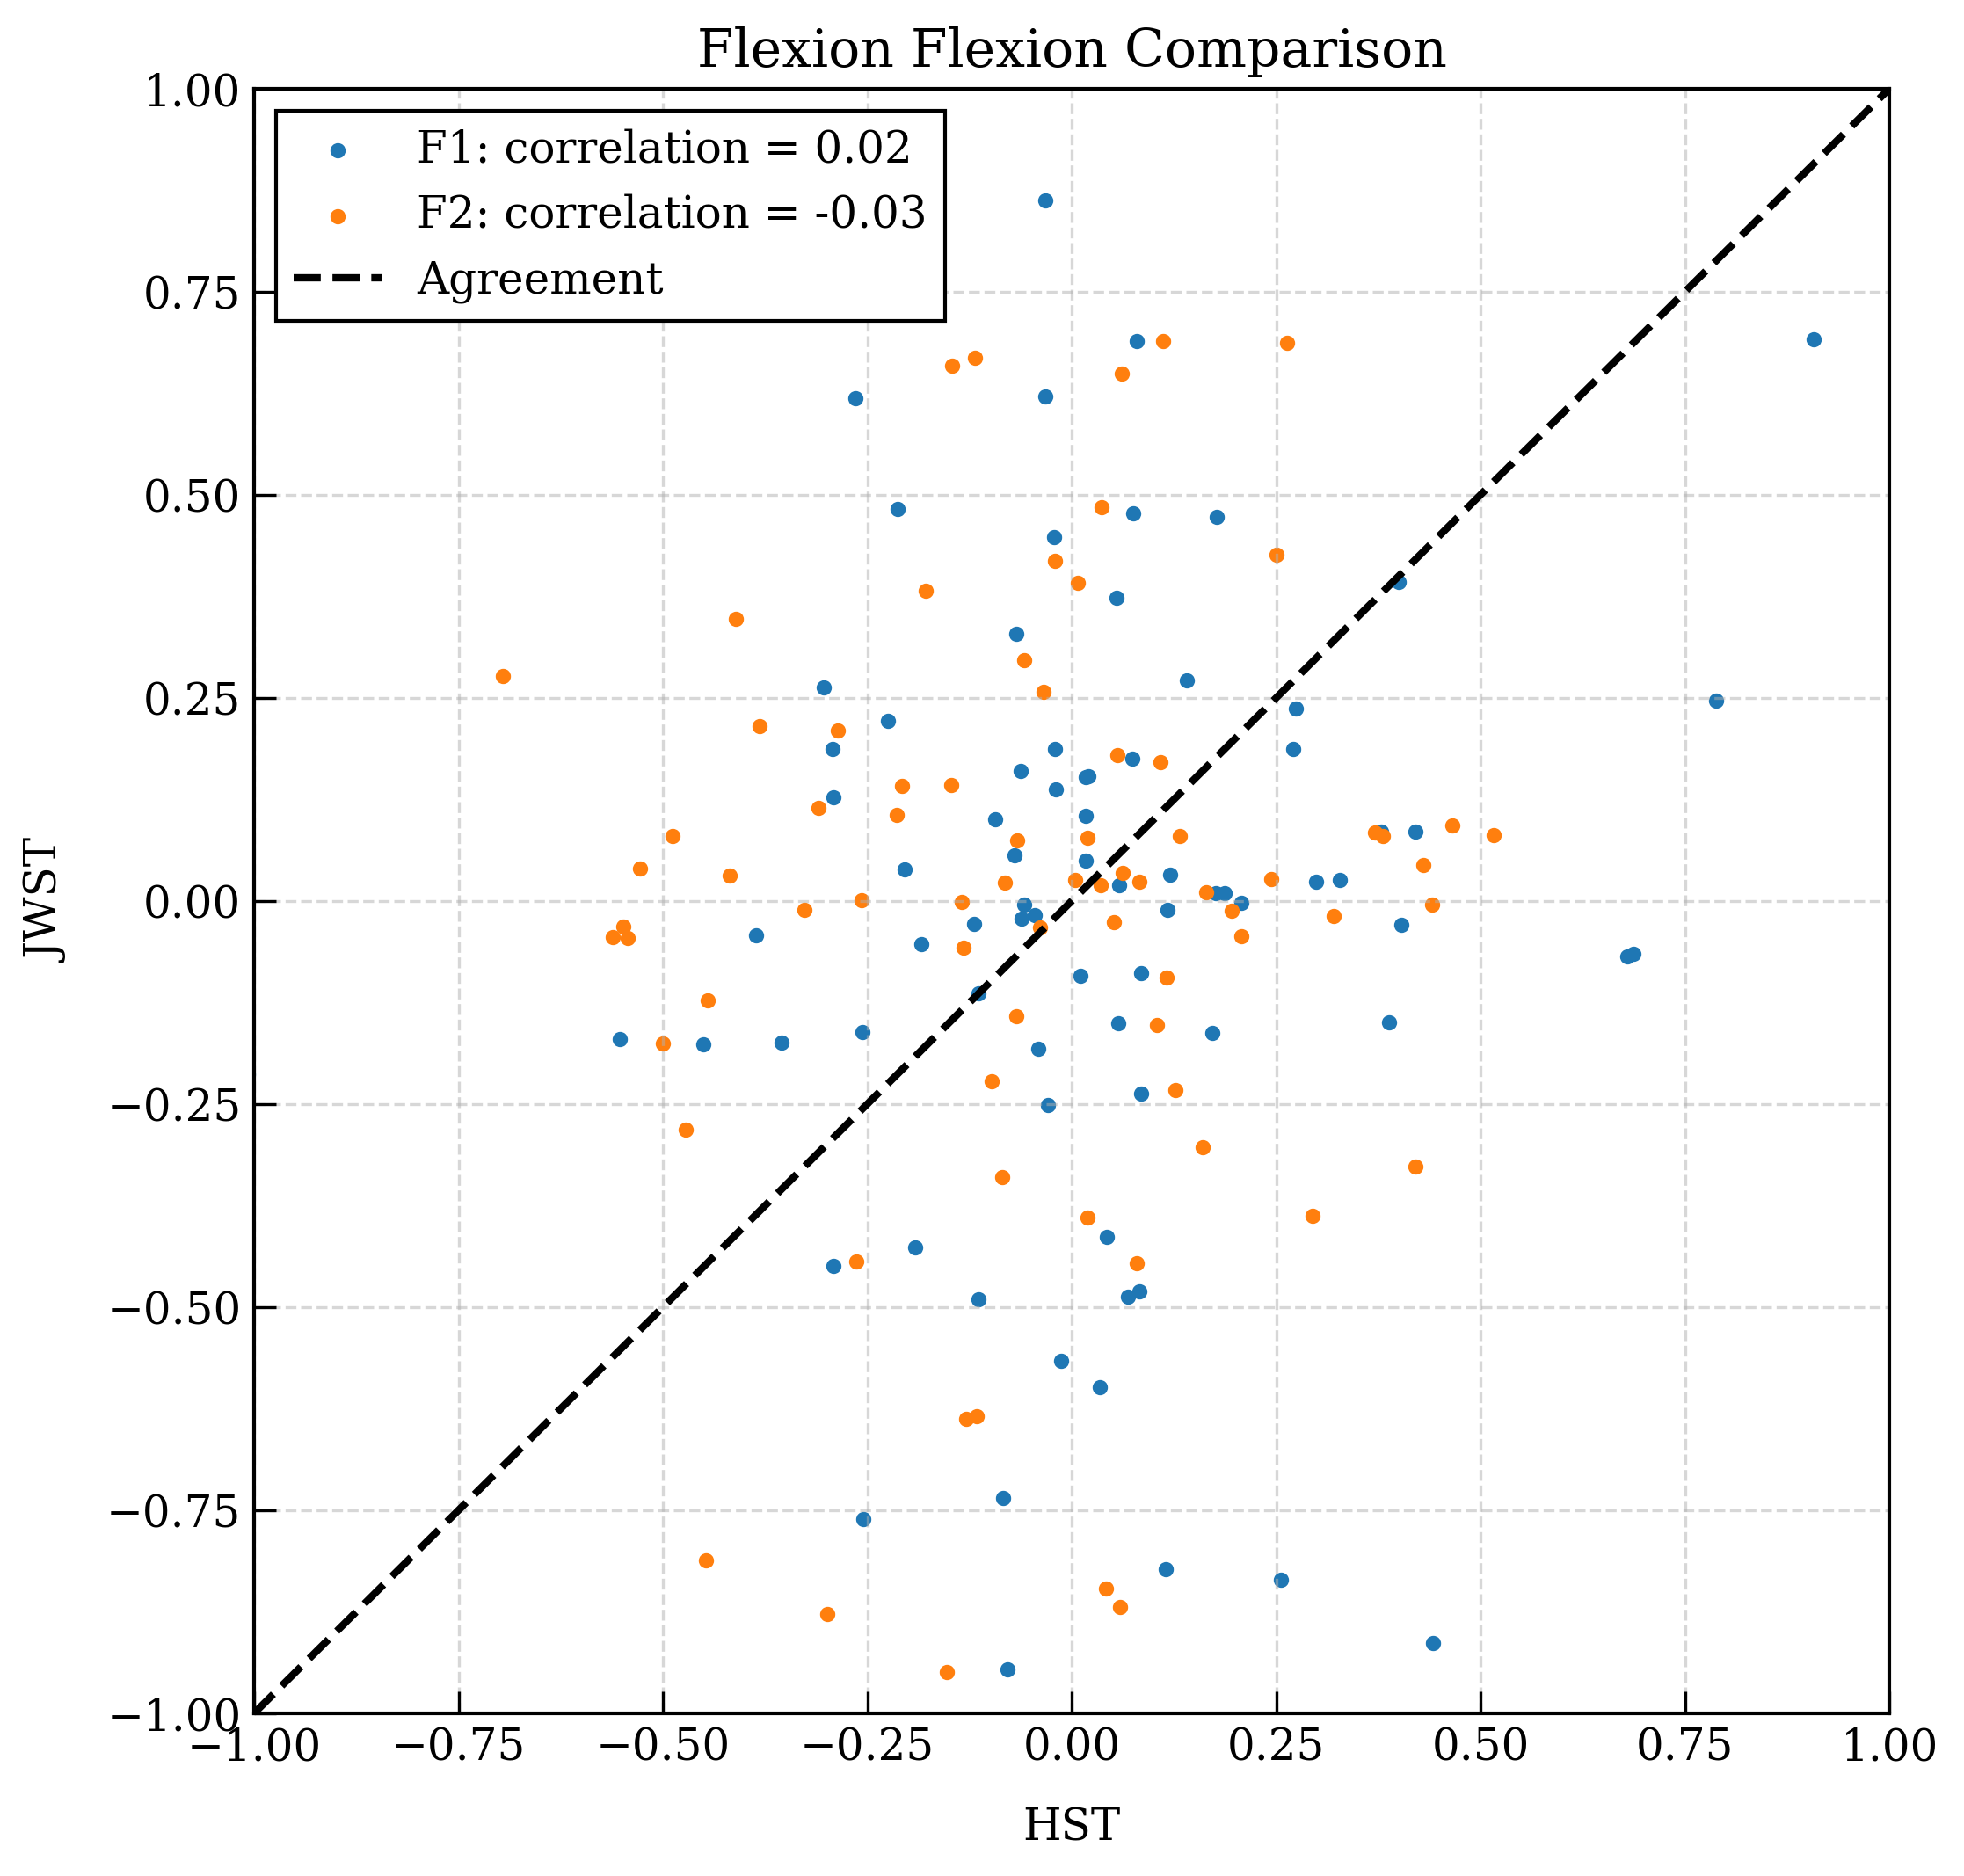 Flexion Flexion Comparison
F1: correlation = 0.02
F2: correlation = -0.03
Agreement
1.00
0.75
0.50
0.25
0.00
−0.25
−0.50
−0.75
−1.00
JWST
−1.00 −0.75 −0.50 −0.25 0.00 0.25 0.50 0.75 1.00
HST